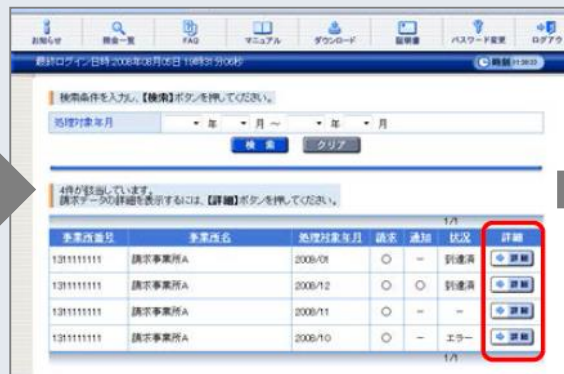 お知らせ 照会一覧 FAQ マニュアル ダウンロード 証明書 パスワード変更 ログアウ
最終ログイン日時:2008年08月05日 19時31分06秒 時刻
検索条件を入力し、【検索】ボタンを押してください。
処理対象年月 年 月 ～ 年 月
検索 クリア
4件が該当しています。
請求データの詳細を表示するには、【詳細】ボタンを押してください。
1/1
事業所番号 事業所名 処理対象年月 請求 通知 状況 詳細
1311111111 請求事業所A 2009/01 ○ － 到達済 詳細
1311111111 請求事業所A 2008/12 ○ ○ 到達済 詳細
1311111111 請求事業所A 2008/11 ○ － － 詳細
1311111111 請求事業所A 2008/10 ○ － エラー 詳細
1/1